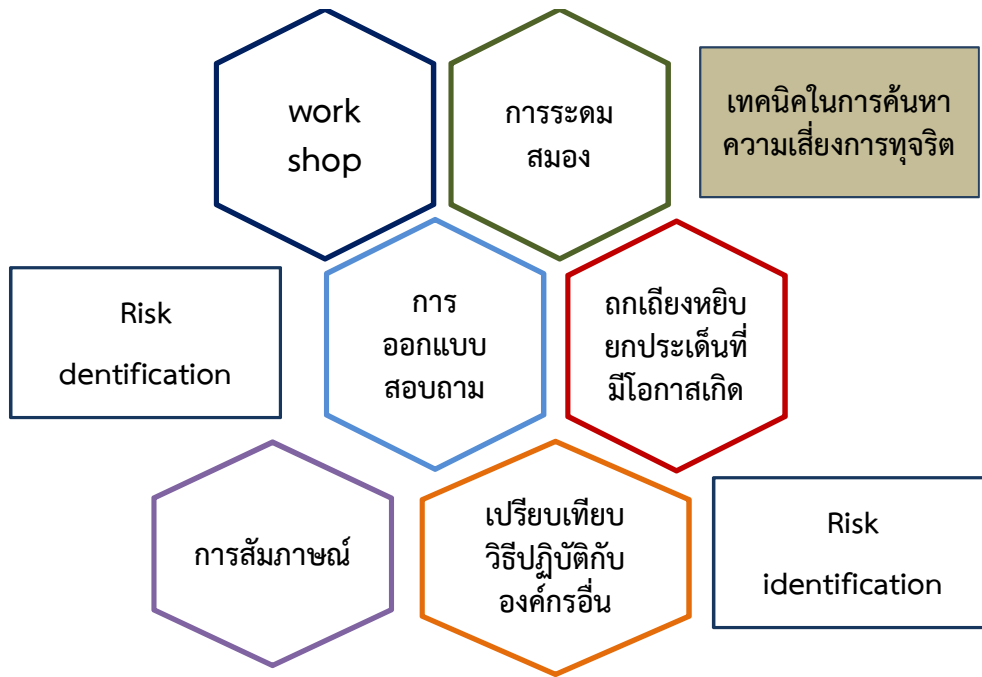 work
shop
การระดม
สมอง
เทคนิคในการค้นหา
ความเสี่ยงการทุจริต
Risk
dentification
การ
ออกแบบ
สอบถาม
ถกเถียงหยิบ
ยกประเด็นที่
มีโอกาสเกิด
การสัมภาษณ์
เปรียบเทียบ
วิธีปฏิบัติกับ
องค์กรอื่น
Risk
identification